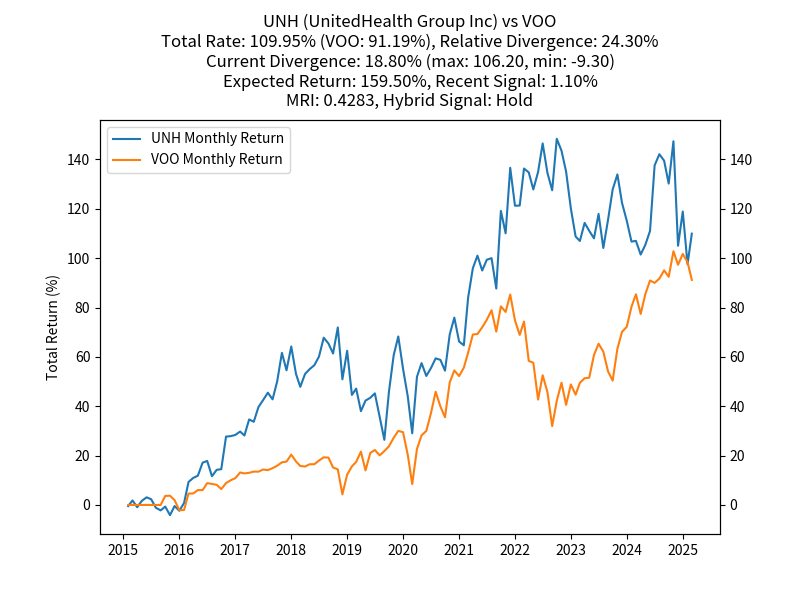 UNH (UnitedHealth Group Inc) vs VOO
Total Rate: 109.95% (VOO: 91.19%), Relative Divergence: 24.30%
Current Divergence: 18.80% (max: 106.20, min: -9.30)
Expected Return: 159.50%, Recent Signal: 1.10%
MRI: 0.4283, Hybrid Signal: Hold
UNH Monthly Return
VOO Monthly Return
Total Return (%)
140
120
100
80
60
40
20
0
140
120
100
80
60
40
20
0
2015 2016 2017 2018 2019 2020 2021 2022 2023 2024 2025